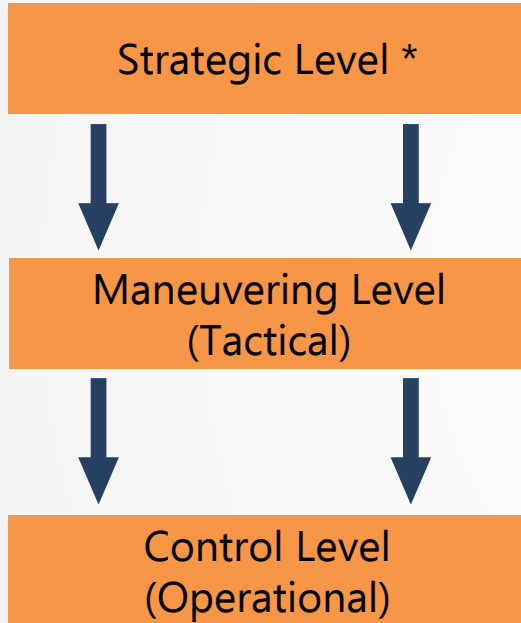 Strategic Level *
Maneuvering Level
(Tactical)
Control Level
(Operational)